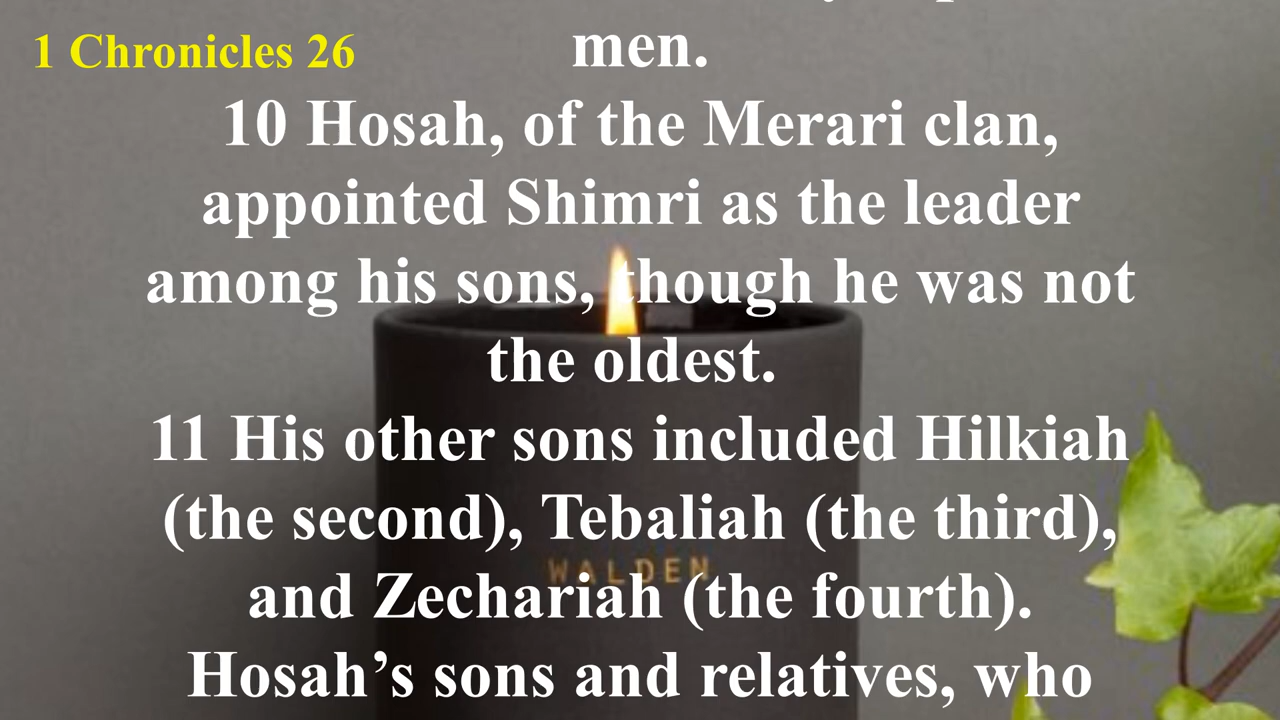 1 Chronicles 26
men.
10 Hosah, of the Merari clan,
appointed Shimri as the leader
among his sons, though he was not
the oldest.
11 His other sons included Hilkiah
(the second), Tebaliah (the third),
WALDEN
and Zechariah (the fourth).
Hosah’s sons and relatives, who